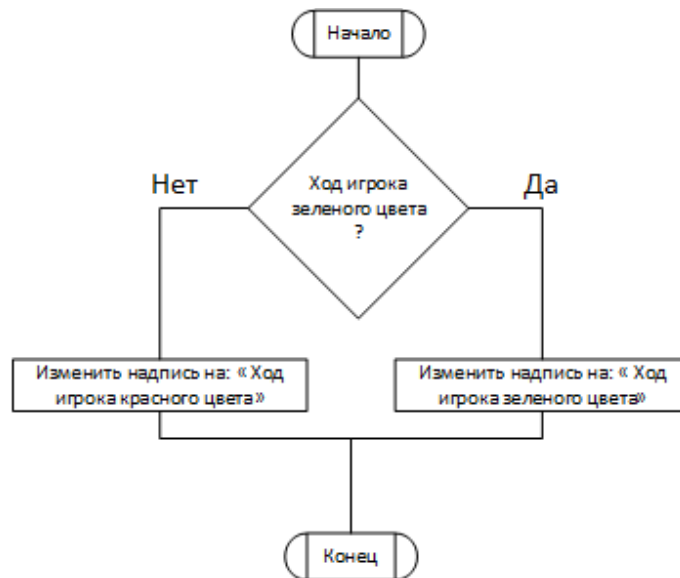 Начало
Нет
Ход игрока
зеленого цвета
?
Да
Изменить надпись на: « Ход
игрока красного цвета»
Изменить надпись на: « Ход
игрока зеленого цвета»
Конец